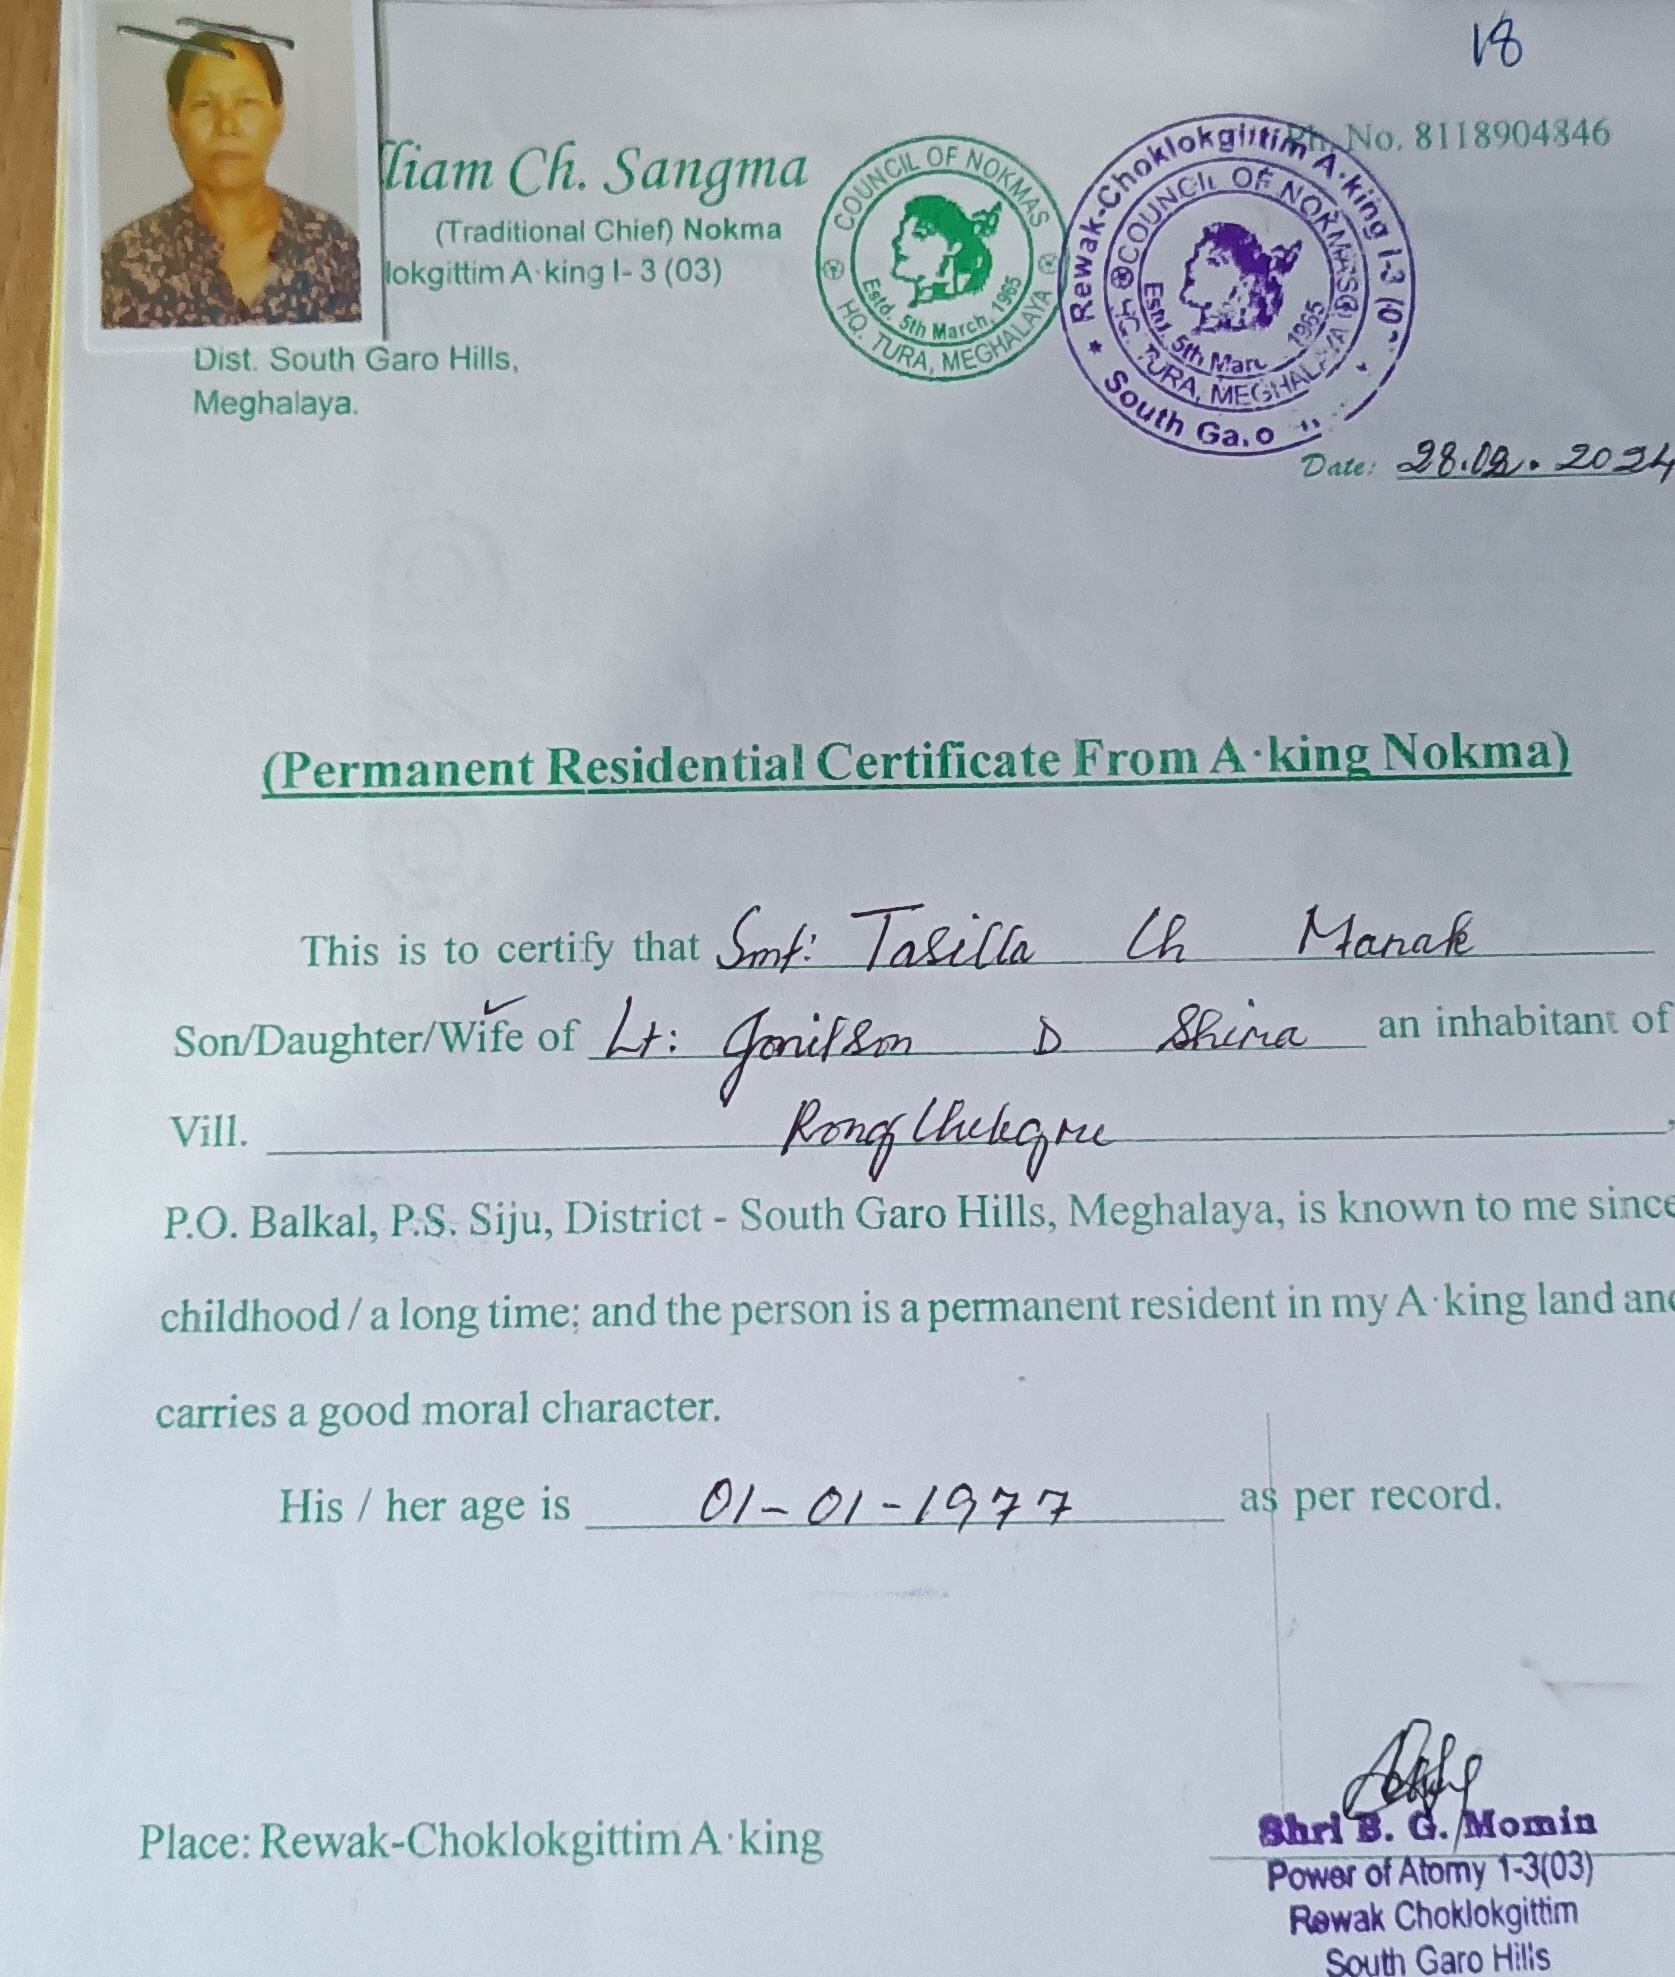 18
Ph. No. 8118904846
liam Ch. Sangma
(Traditional Chief) Nokma
lokgittim A·king I- 3 (03)
Dist. South Garo Hills,
Meghalaya.
COUNCIL OF NOKMAS
Estd. 5th March, 1965
HQ. TURA, MEGHALAYA
Rewak-Choklokgittim A·king I-3
COUNCIL OF NOKMAS
5th 1965
TURA, MEGHALAYA
South
Date: 28.02.2024
(Permanent Residential Certificate From A·king Nokma)
This is to certify that Smt: Tasilla Ch Marak
Son/Daughter/Wife of Lt: D Shira an inhabitant of
Vill.
P.O. Balkal, P.S. Siju, District - South Garo Hills, Meghalaya, is known to me since
childhood / a long time; and the person is a permanent resident in my A·king land and
carries a good moral character.
His / her age is 01-01-1977 as per record.
Place: Rewak-Choklokgittim A·king
Shri B. G. Momin
Power of Atorny 1-3(03)
Rewak Choklokgittim
South Garo Hills